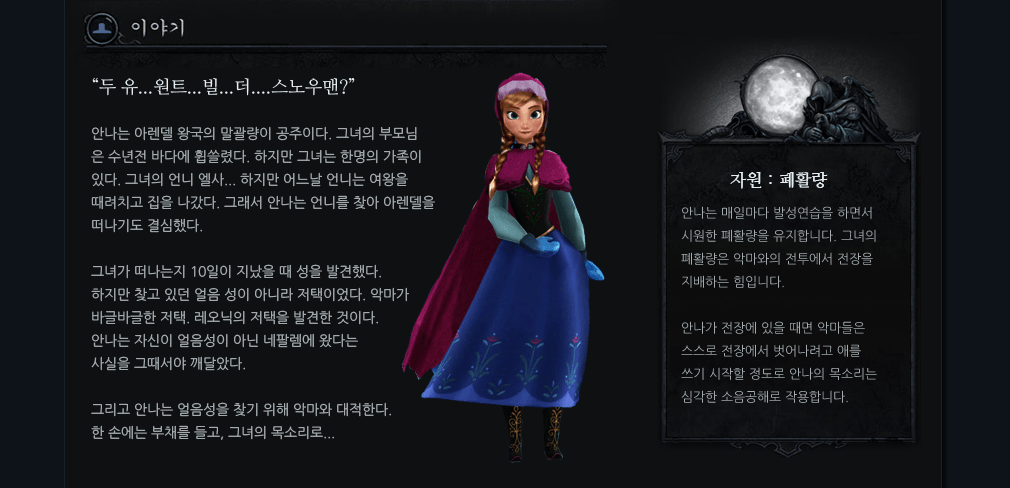 이야기
“두 유...원트...빌...더....스노우맨?”
안나는 아렌델 왕국의 말괄량이 공주이다. 그녀의 부모님
은 수년전 바다에 휩쓸렸다. 하지만 그녀는 한명의 가족이
있다. 그녀의 언니 엘사... 하지만 어느날 언니는 여왕을
때려치고 집을 나갔다. 그래서 안나는 언니를 찾아 아렌델을
떠나기도 결심했다.
그녀가 떠나는지 10일이 지났을 때 성을 발견했다.
하지만 찾고 있던 얼음 성이 아니라 저택이었다. 악마가
바글바글한 저택. 레오닉의 저택을 발견한 것이다.
안나는 자신이 얼음성이 아닌 네팔렘에 왔다는
사실을 그때서야 깨달았다.
그리고 안나는 얼음성을 찾기 위해 악마와 대적한다.
한 손에는 부채를 들고, 그녀의 목소리로...
자원 : 폐활량
안나는 매일마다 발성연습을 하면서
시원한 폐활량을 유지합니다. 그녀의
폐활량은 악마와의 전투에서 전장을
지배하는 힘입니다.
안나가 전장에 있을 때면 악마들은
스스로 전장에서 벗어나려고 애를
쓰기 시작할 정도로 안나의 목소리는
심각한 소음공해로 작용합니다.